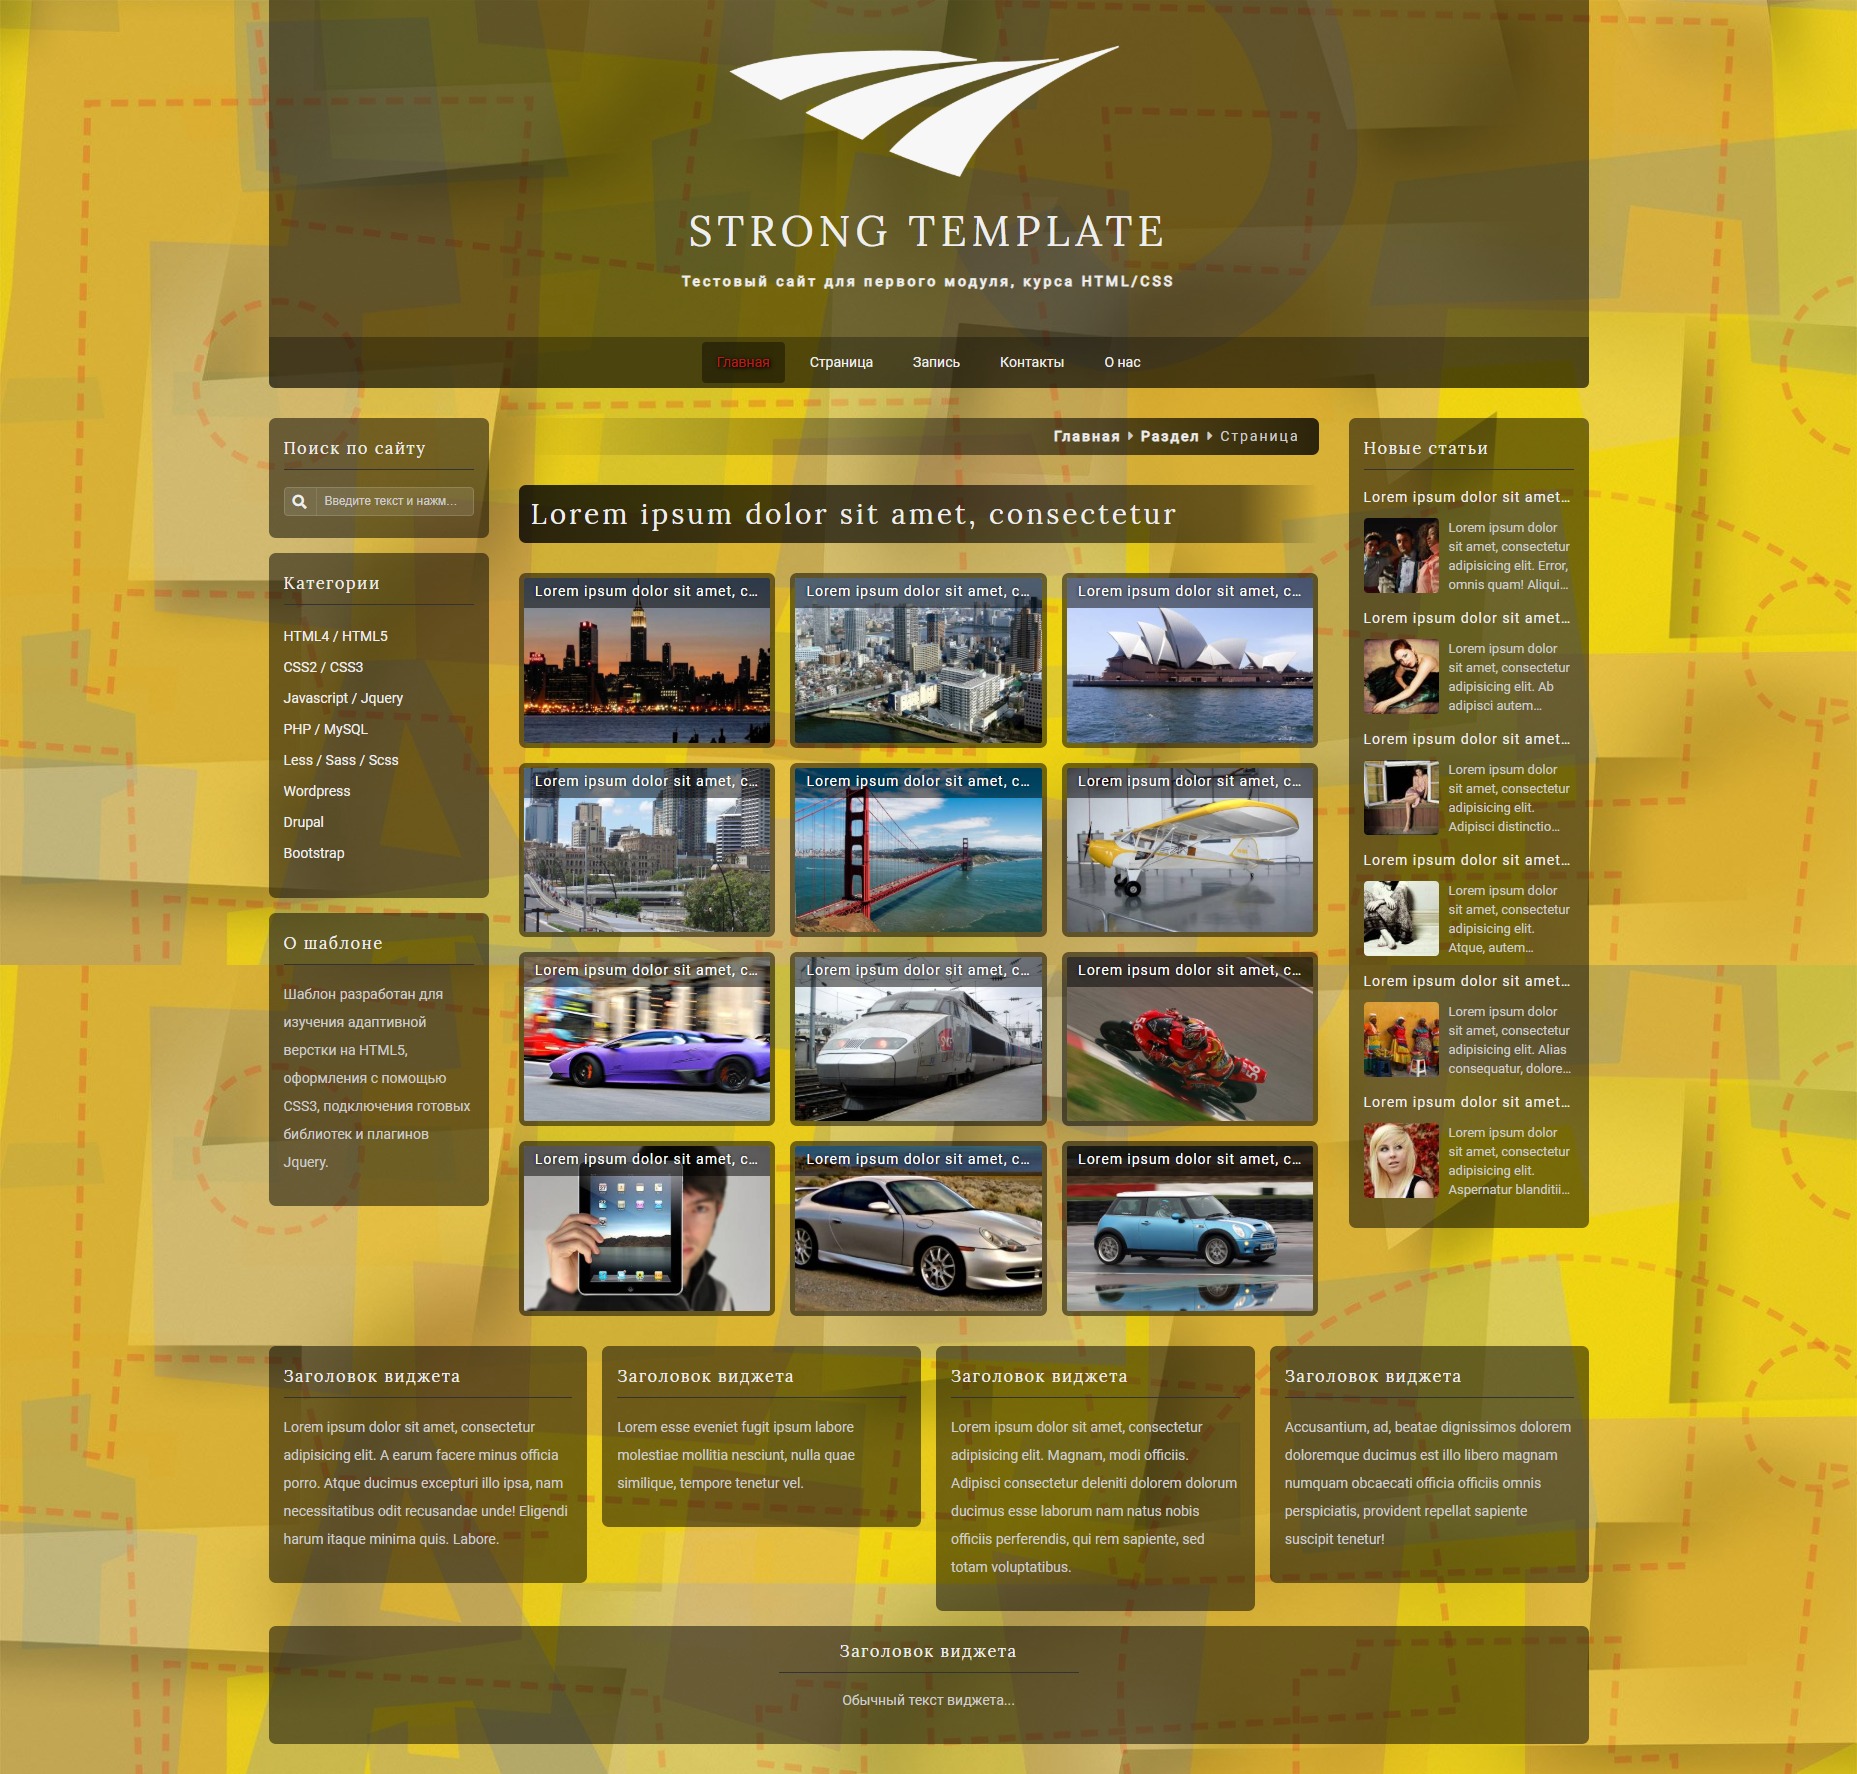 STRONG TEMPLATE
Тестовый сайт для первого модуля, курса HTML/CSS
Главная
Страница
Запись
Контакты
О нас
Поиск по сайту
Введите текст и нажм...
Категории
HTML4 / HTML5
CSS2 / CSS3
Javascript / Jquery
PHP / MySQL
Less / Sass / Scss
Wordpress
Drupal
Bootstrap
О шаблоне
Шаблон разработан для
изучения адаптивной
верстки на HTML5,
оформления с помощью
CSS3, подключения готовых
библиотек и плагинов
Jquery.
Главная Раздел Страница
Lorem ipsum dolor sit amet, consectetur
Lorem ipsum dolor sit amet, c...
Lorem ipsum dolor sit amet, c...
Lorem ipsum dolor sit amet, c...
Lorem ipsum dolor sit amet, c...
Lorem ipsum dolor sit amet, c...
Lorem ipsum dolor sit amet, c...
Lorem ipsum dolor sit amet, c...
Lorem ipsum dolor sit amet, c...
Lorem ipsum dolor sit amet, c...
56
56
Lorem ipsum dolor sit amet, c...
Lorem ipsum dolor sit amet, c...
Lorem ipsum dolor sit amet, c...
Новые статьи
Lorem ipsum dolor sit amet...
Lorem ipsum dolor
sit amet, consectetur
adipisicing elit. Error,
omnis quam! Aliqui...
Lorem ipsum dolor sit amet...
Lorem ipsum dolor
sit amet, consectetur
adipisicing elit. Ab
adipisci autem...
Lorem ipsum dolor sit amet...
Lorem ipsum dolor
sit amet, consectetur
adipisicing elit.
Adipisci distinctio...
Lorem ipsum dolor sit amet...
Lorem ipsum dolor
sit amet, consectetur
adipisicing elit.
Atque, autem...
Lorem ipsum dolor sit amet...
Lorem ipsum dolor
sit amet, consectetur
adipisicing elit. Alias
consequatur, dolore...
Lorem ipsum dolor sit amet...
Lorem ipsum dolor
sit amet, consectetur
adipisicing elit.
Aspernatur blanditii...
Заголовок виджета
Lorem ipsum dolor sit amet, consectetur
adipisicing elit. A earum facere minus officia
porro. Atque ducimus excepturi illo ipsa, nam
necessitatibus odit recusandae unde! Eligendi
harum itaque minima quis. Labore.
Заголовок виджета
Lorem esse eveniet fugit ipsum labore
molestiae mollitia nesciunt, nulla quae
similique, tempore tenetur vel.
Заголовок виджета
Lorem ipsum dolor sit amet, consectetur
adipisicing elit. Magnam, modi officiis.
Adipisci consectetur deleniti dolorem dolorum
ducimus esse laborum nam natus nobis
officiis perferendis, qui rem sapiente, sed
totam voluptatibus.
Заголовок виджета
Accusantium, ad, beatae dignissimos dolorem
doloremque ducimus est illo libero magnam
numquam obcaecati officia officiis omnis
perspiciatis, provident repellat sapiente
suscipit tenetur!
Заголовок виджета
Обычный текст виджета...